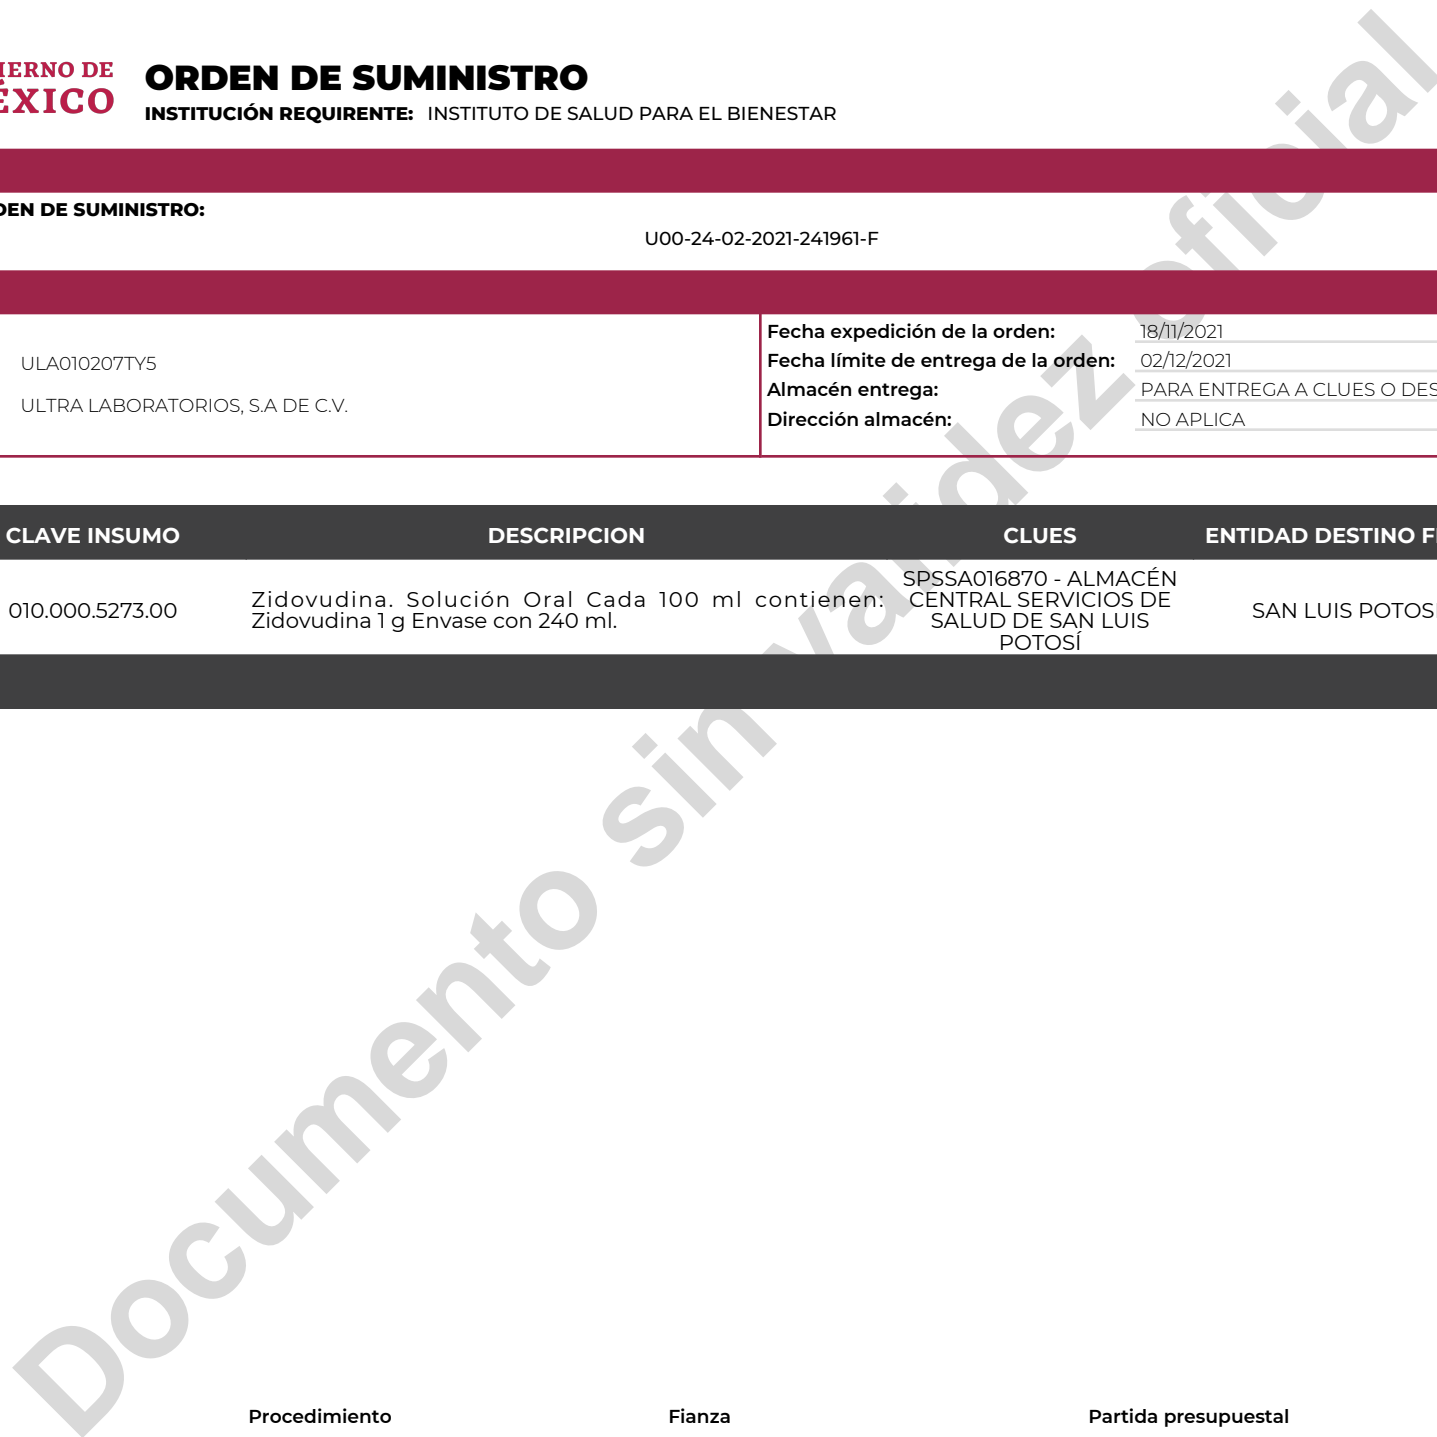 IERNO DE
ÉXICO
ORDEN DE SUMINISTRO
INSTITUCIÓN REQUIRENTE: INSTITUTO DE SALUD PARA EL BIENESTAR
DEN DE SUMINISTRO:
U00-24-02-2021-241961-F
ULA010207TY5
ULTRA LABORATORIOS, S.A DE C.V.
Fecha expedición de la orden: 18/11/2021
Fecha límite de entrega de la orden: 02/12/2021
Almacén entrega: PARA ENTREGA A CLUES O DES
Dirección almacén: NO APLICA
CLAVE INSUMO DESCRIPCION CLUES ENTIDAD DESTINO F
010.000.5273.00
Zidovudina. Solución Oral Cada 100 ml contienen:
Zidovudina 1 g Envase con 240 ml.
SPSSA016870 - ALMACÉN
CENTRAL SERVICIOS DE
SALUD DE SAN LUIS
POTOSÍ
SAN LUIS POTOSÍ
Documento sin validez oficial
Procedimiento Fianza Partida presupuestal